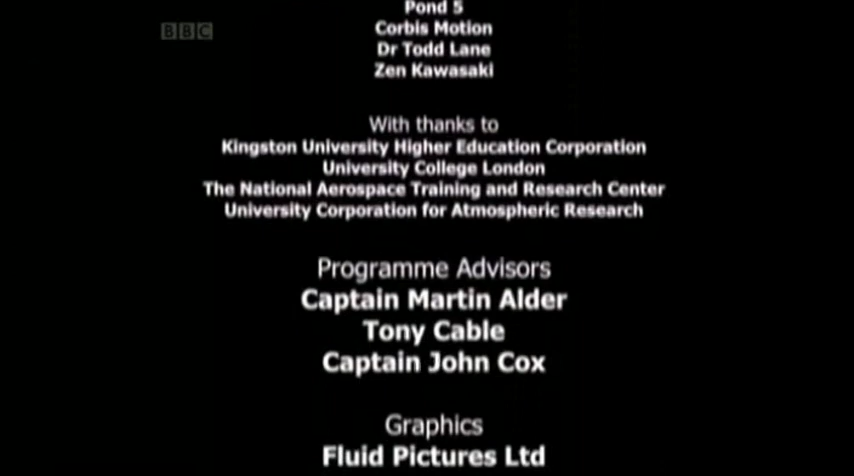 Pond 5
BBC
Corbis Motion
Dr Todd Lane
Zen Kawasaki
With thanks to
Kingston University Higher Education Corporation
University College London
The National Aerospace Training and Research Center
University Corporation for Atmospheric Research
Programme Advisors
Captain Martin Alder
Tony Cable
Captain John Cox
Graphics
Fluid Pictures Ltd